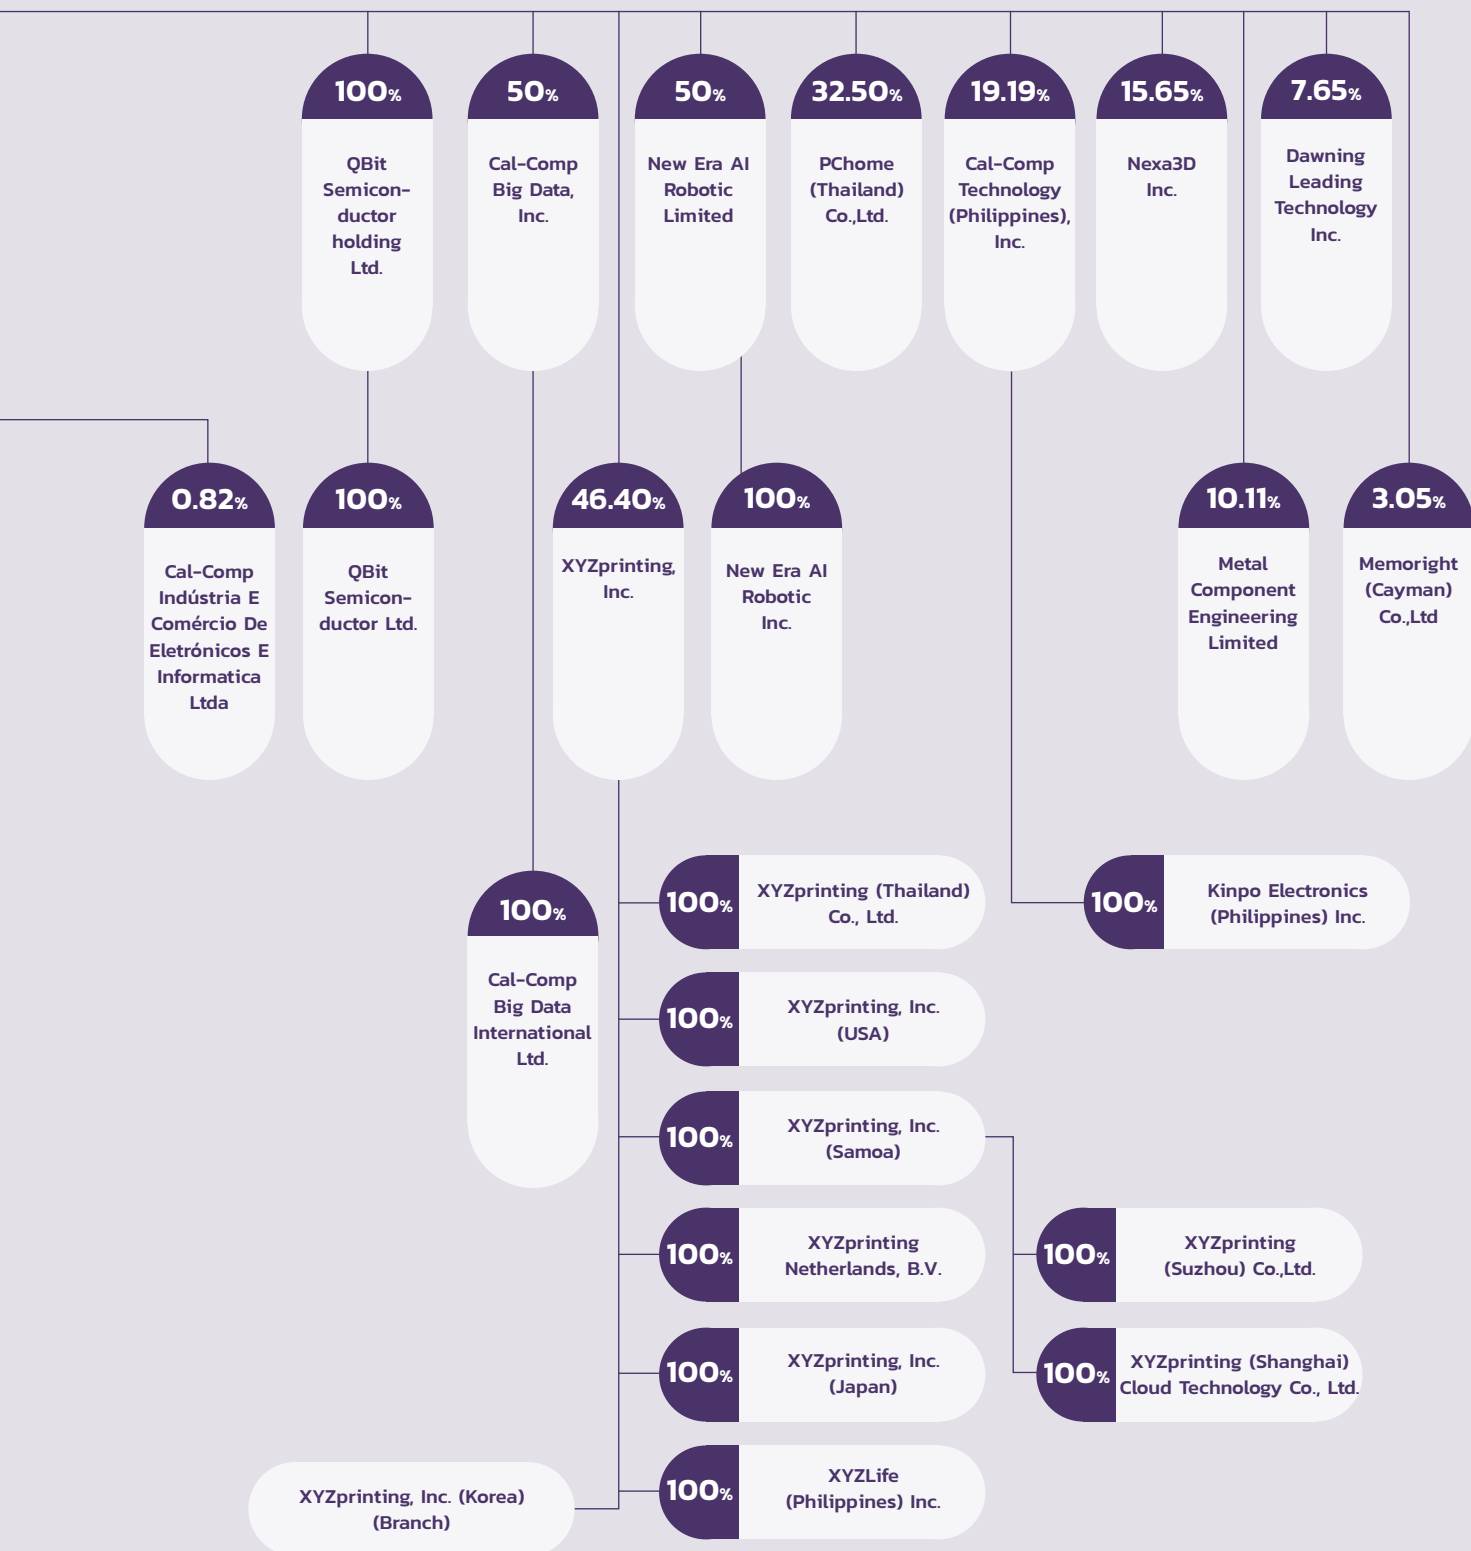 100%
QBit
Semicon-
ductor
holding
Ltd.
50%
Cal-Comp
Big Data,
Inc.
50%
New Era AI
Robotic
Limited
32.50%
PChome
(Thailand)
Co.,Ltd.
19.19%
Cal-Comp
Technology
(Philippines),
Inc.
15.65%
Nexa3D
Inc.
7.65%
Dawning
Leading
Technology
Inc.
0.82%
Cal-Comp
Indústria E
Comércio De
Eletrónicos E
Informatica
Ltda
100%
QBit
Semicon-
ductor Ltd.
46.40%
XYZprinting,
Inc.
100%
New Era AI
Robotic
Inc.
10.11%
Metal
Component
Engineering
Limited
3.05%
Memoright
(Cayman)
Co.,Ltd
100%
Cal-Comp
Big Data
International
Ltd.
100%
XYZprinting (Thailand)
Co., Ltd.
100%
Kinpo Electronics
(Philippines) Inc.
100%
XYZprinting, Inc.
(USA)
100%
XYZprinting, Inc.
(Samoa)
100%
XYZprinting
Netherlands, B.V.
100%
XYZprinting
(Suzhou) Co.,Ltd.
100%
XYZprinting, Inc.
(Japan)
100%
XYZprinting (Shanghai)
Cloud Technology Co., Ltd.
100%
XYZLife
(Philippines) Inc.
XYZprinting, Inc. (Korea)
(Branch)